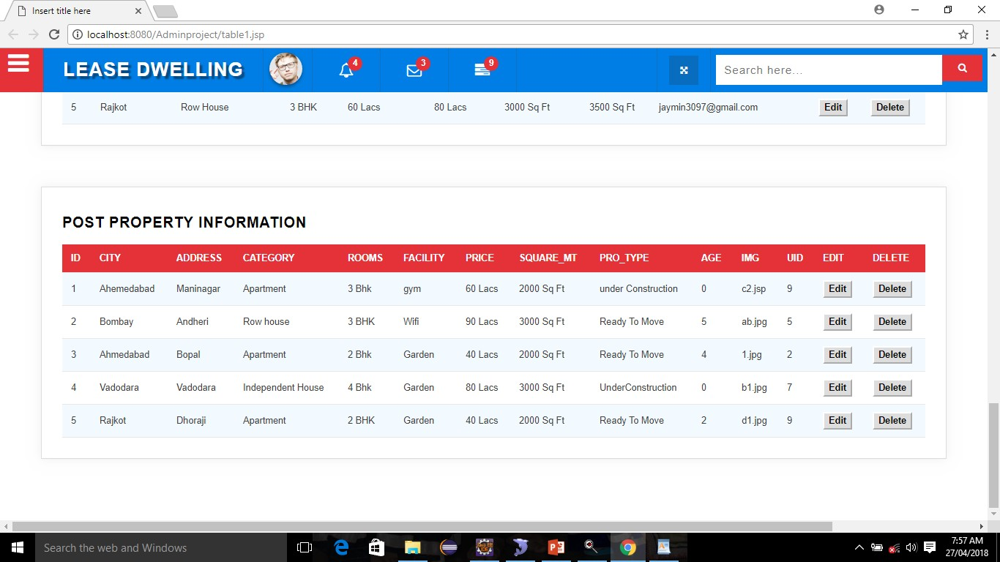 Insert title here
localhost:8080/Adminproject/table1.jsp
LEASE DWELLING 4 3 9 Search here...
5 Rajkot Row House 3 BHK 60 Lacs 80 Lacs 3000 Sq Ft 3500 Sq Ft jaymin3097@gmail.com Edit Delete
POST PROPERTY INFORMATION
ID CITY ADDRESS CATEGORY ROOMS FACILITY PRICE SQUARE_MT PRO_TYPE AGE IMG UID EDIT DELETE
1 Ahemedabad Maninagar Apartment 3 Bhk gym 60 Lacs 2000 Sq Ft under Construction 0 c2.jsp 9 Edit Delete
2 Bombay Andheri Row house 3 BHK Wifi 90 Lacs 3000 Sq Ft Ready To Move 5 ab.jpg 5 Edit Delete
3 Ahmedabad Bopal Apartment 2 Bhk Garden 40 Lacs 2000 Sq Ft Ready To Move 4 1.jpg 2 Edit Delete
4 Vadodara Vadodara Independent House 4 Bhk Garden 80 Lacs 3000 Sq Ft UnderConstruction 0 b1.jpg 7 Edit Delete
5 Rajkot Dhoraji Apartment 2 BHK Garden 40 Lacs 2000 Sq Ft Ready To Move 2 d1.jpg 9 Edit Delete
Search the web and Windows
7:57 AM
27/04/2018